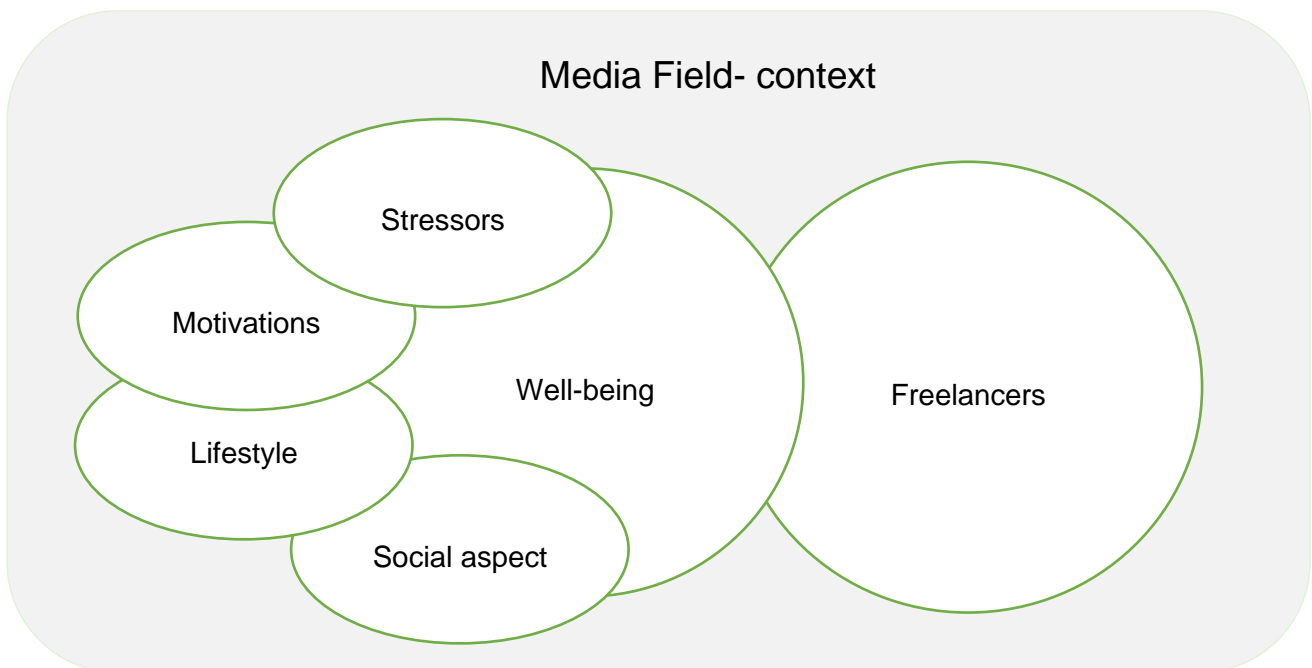 Media Field- context
Stressors
Motivations
Well-being
Freelancers
Lifestyle
Social aspect